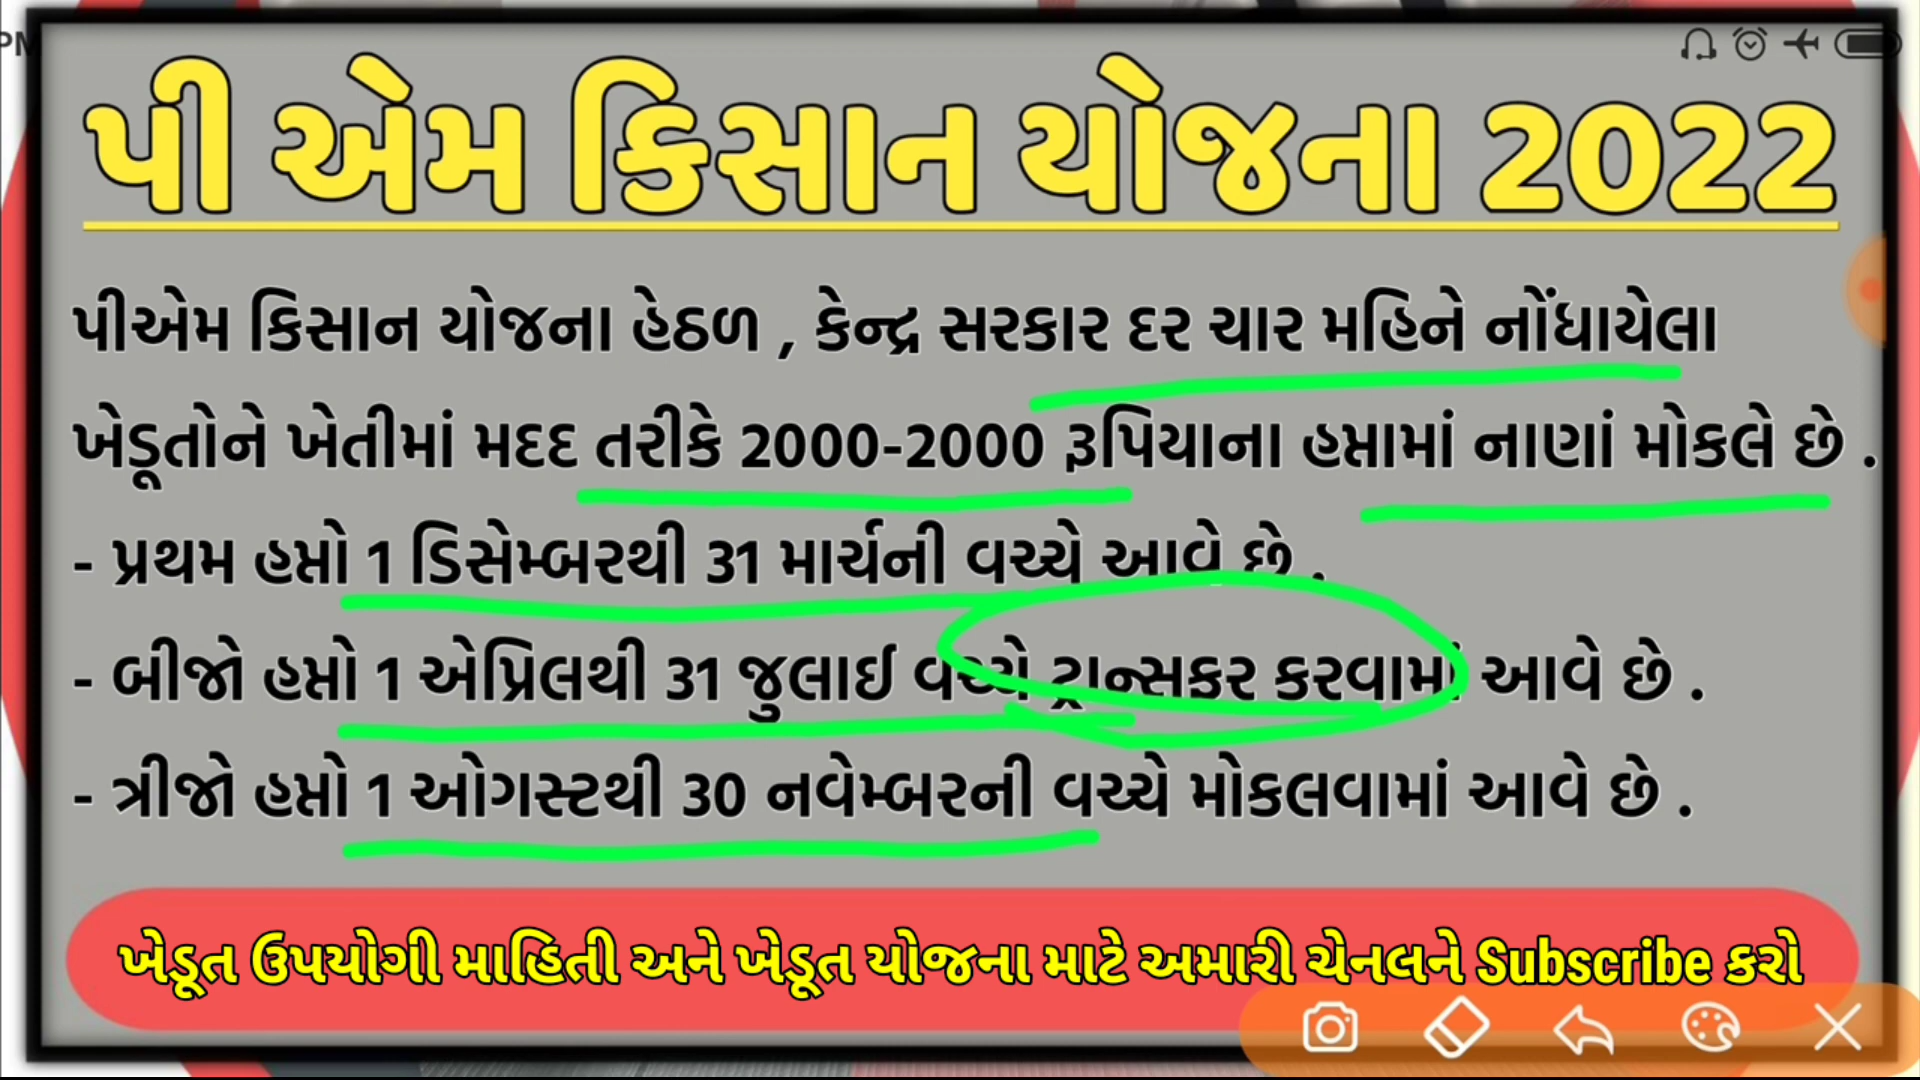 PM
પી એમ કિસાન યોજના 2022
પીએમ કિસાન યોજના હેઠળ , કેન્દ્ર સરકાર દર ચાર મહિને નોંધાયેલા
ખેડૂતોને ખેતીમાં મદદ તરીકે 2000-2000 રૂપિયાના હપ્તામાં નાણાં મોકલે છે .
- પ્રથમ હપ્તો 1 ડિસેમ્બરથી 31 માર્ચની વચ્ચે આવે છે .
- બીજો હપ્તો 1 એપ્રિલથી 31 જુલાઈ વચ્ચે ટ્રાન્સફર કરવામાં આવે છે .
- ત્રીજો હપ્તો 1 ઓગસ્ટથી 30 નવેમ્બરની વચ્ચે મોકલવામાં આવે છે .
ખેડૂત ઉપયોગી માહિતી અને ખેડૂત યોજના માટે અમારી ચેનલને Subscribe કરો